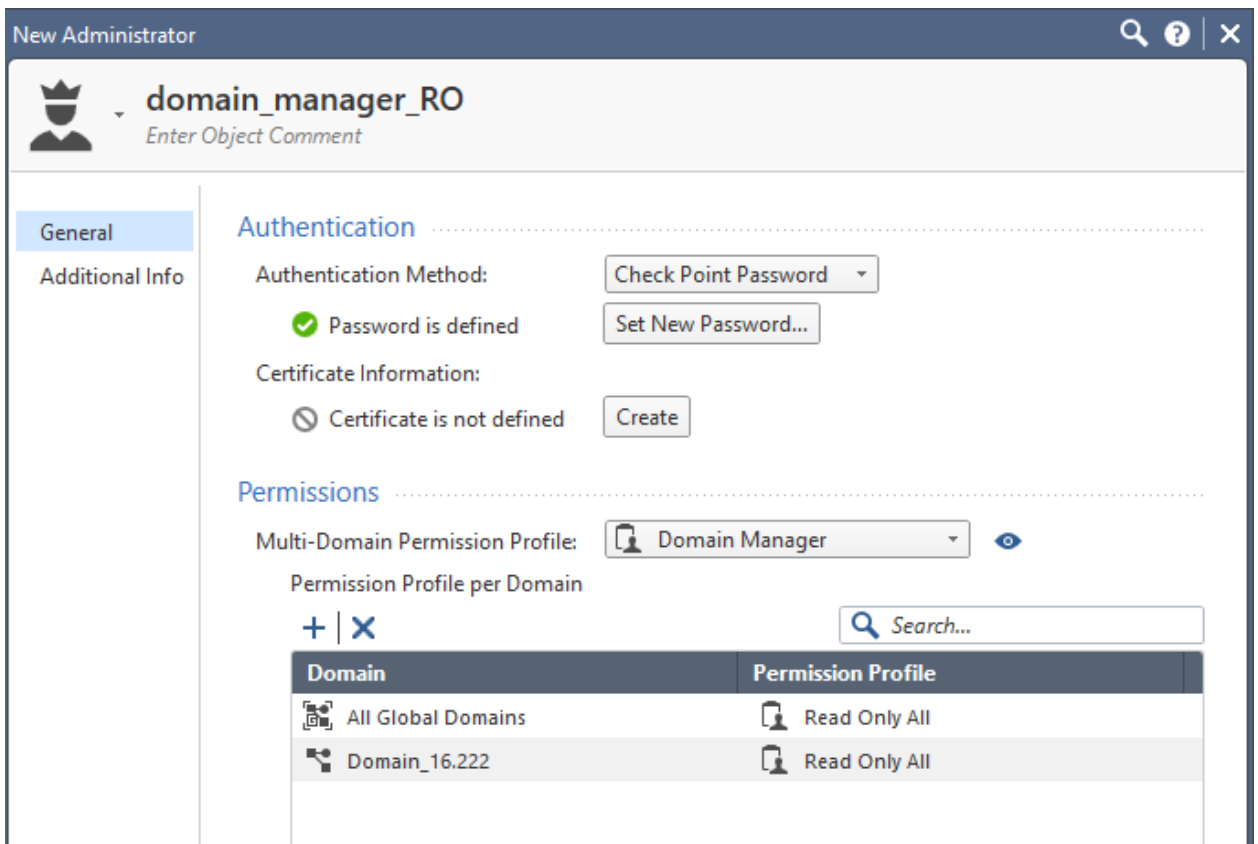 New Administrator
domain_manager_RO
Enter Object Comment
General
Additional Info
Authentication
Authentication Method: Check Point Password
Password is defined Set New Password...
Certificate Information:
Certificate is not defined Create
Permissions
Multi-Domain Permission Profile: Domain Manager
Permission Profile per Domain
Search...
Domain Permission Profile
All Global Domains Read Only All
Domain_16.222 Read Only All